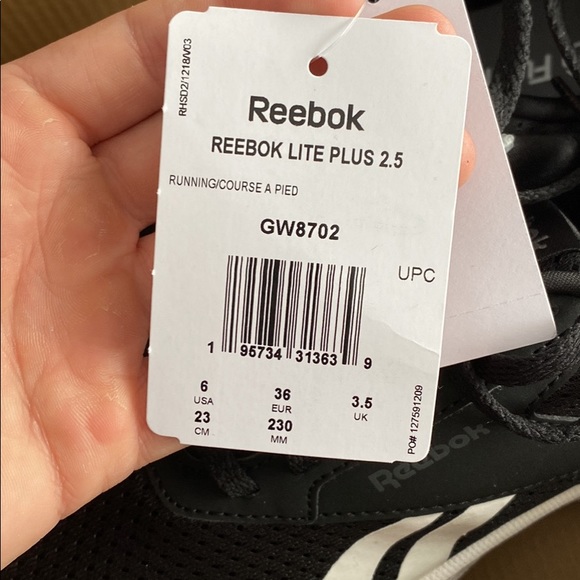 RHSD2/1218/V03
Reebok
REEBOK LITE PLUS 2.5
RUNNING/COURSE A PIED
GW8702
UPC
1 95734 31363 9
6 36 3.5
USA EUR UK
23 230
CM MM
PO# 127591209
Reebok